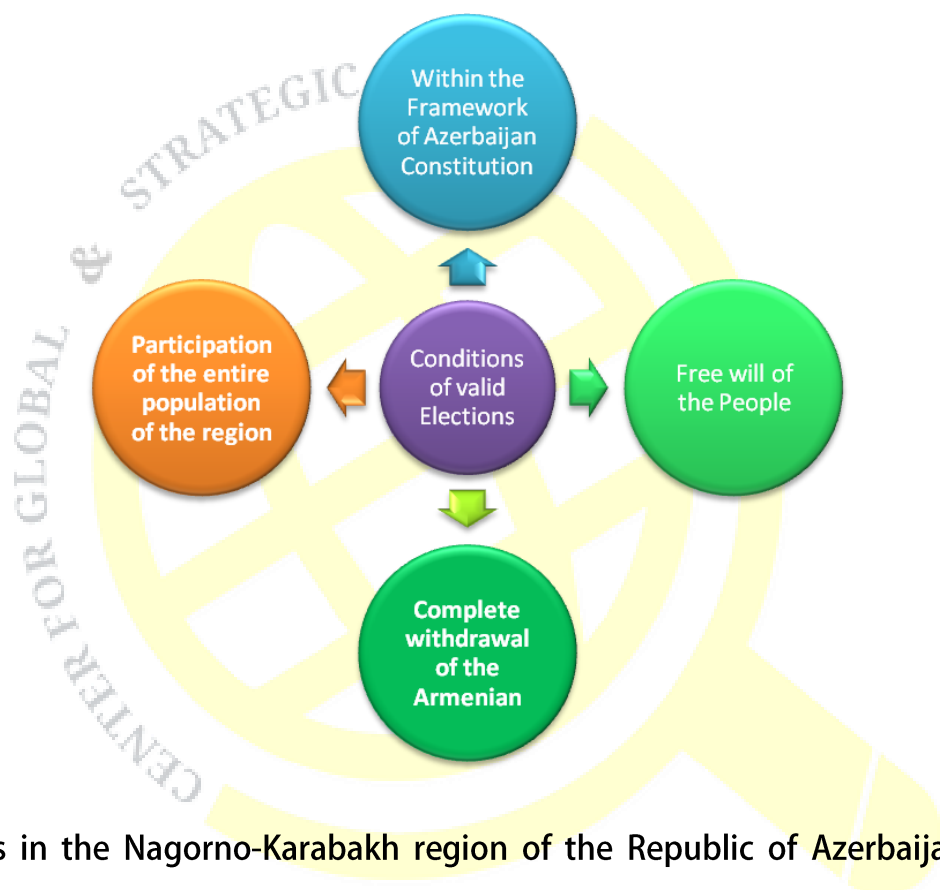 Within the
Framework
of Azerbaijan
Constitution
Participation
of the entire
population
of the region
Conditions
of valid
Elections
Free will of
the People
Complete
withdrawal
of the
Armenian
CENTER FOR GLOBAL & STRATEGIC
in the Nagorno-Karabakh region of the Republic of